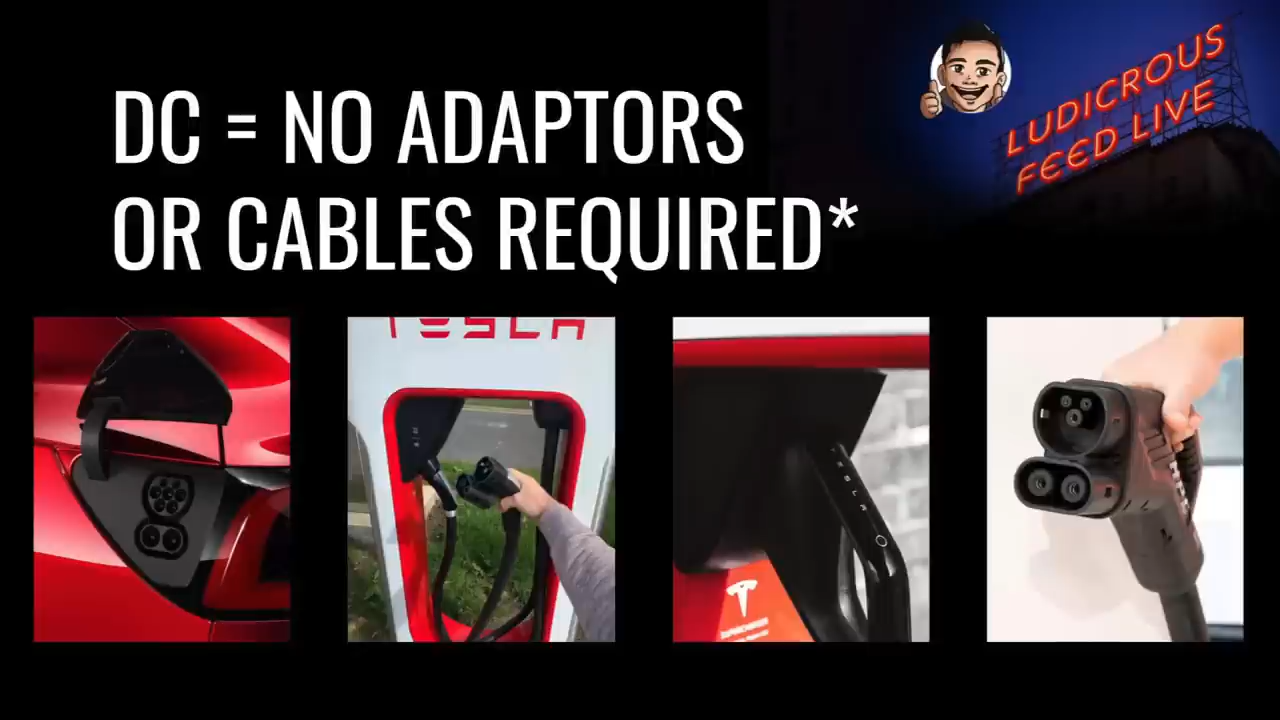 DC = NO ADAPTORS
OR CABLES REQUIRED*
LUDICROUS
FEED LIVE
TESLA
TESLA